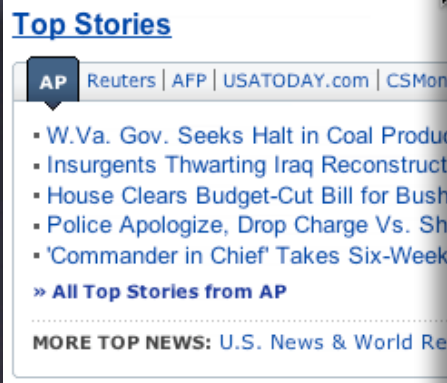 Top Stories
AP Reuters | AFP | USATODAY.com | CSMon
▪ W.Va. Gov. Seeks Halt in Coal Produc
▪ Insurgents Thwarting Iraq Reconstruct
▪ House Clears Budget-Cut Bill for Bush
▪ Police Apologize, Drop Charge Vs. Sh
▪ 'Commander in Chief' Takes Six-Week
» All Top Stories from AP
MORE TOP NEWS: U.S. News & World Re